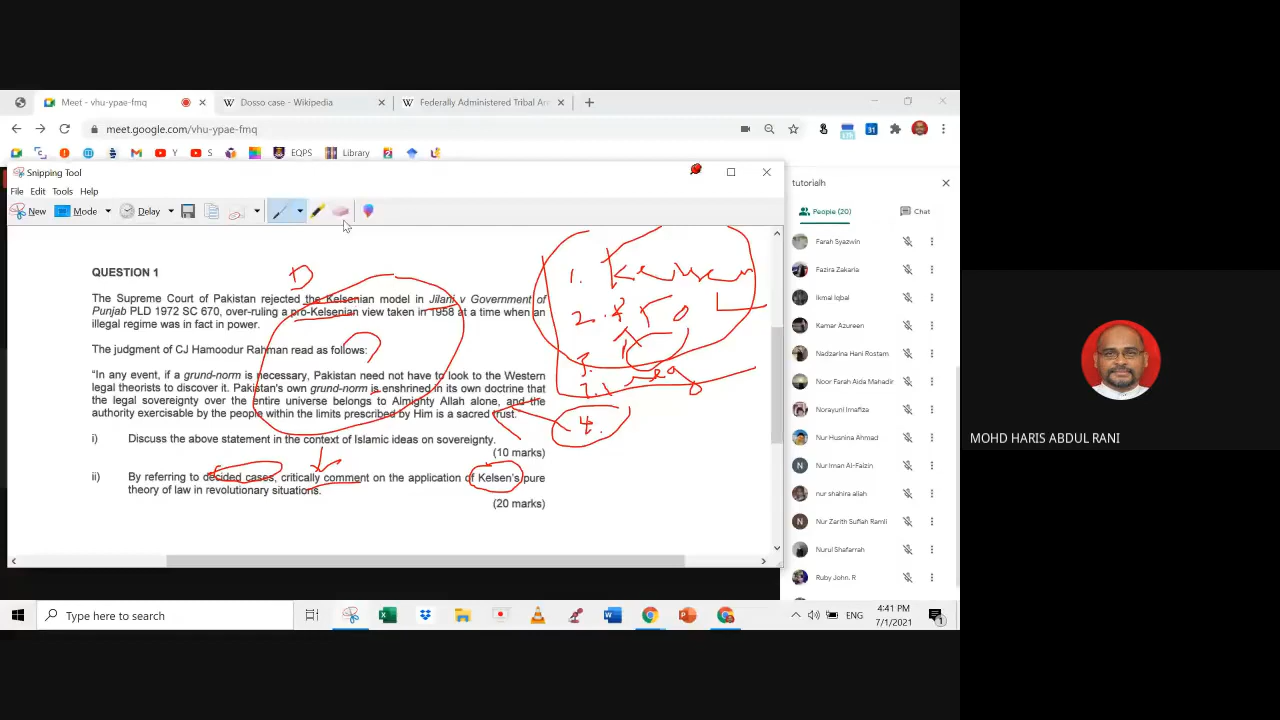 Meet - vhu-ypae-fmq
Dosso case - Wikipedia
Federally Administered Tribal Are
meet.google.com/vhu-ypae-fmq
Y
S
EQPS
Library
31
Snipping Tool
File Edit Tools Help
New Mode Delay
tutorialh
People (20)
Chat
Farah Syazwin
Fazira Zakaria
Ikmal Iqbal
Kamar Azureen
Nadzarina Hani Rostam
Noor Farah Aida Mahadir
Norayuni Imafiza
Nur Husnina Ahmad
Nur Iman Al-Faizin
nur shahira aliah
Nur Zarith Sufiah Ramli
Nurul Shafarrah
Ruby John. R
QUESTION 1
The Supreme Court of Pakistan rejected the Kelsenian model in Jilani v Government of
Punjab PLD 1972 SC 670, over-ruling a pro-Kelsenian view taken in 1958 at a time when an
illegal regime was in fact in power.
The judgment of CJ Hamoodur Rahman read as follows:
“In any event, if a grund-norm is necessary, Pakistan need not have to look to the Western
legal theorists to discover it. Pakistan's own grund-norm is enshrined in its own doctrine that
the legal sovereignty over the entire universe belongs to Almighty Allah alone, and the
authority exercisable by the people within the limits prescribed by Him is a sacred trust.
i) Discuss the above statement in the context of Islamic ideas on sovereignty.
(10 marks)
ii) By referring to decided cases, critically comment on the application of Kelsen's pure
theory of law in revolutionary situations.
(20 marks)
1. Kelsen
2.
3.
4.
MOHD HARIS ABDUL RANI
Type here to search
ENG
4:41 PM
7/1/2021
1